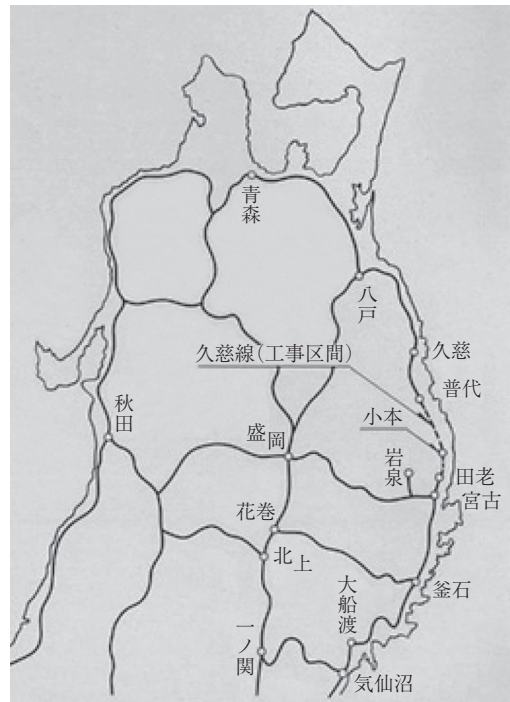 青森
八戸
久慈
久慈線(工事区間)
普代
秋田
小本
盛岡
岩泉
田老
宮古
花巻
北上
大船渡
釜石
一ノ関
気仙沼